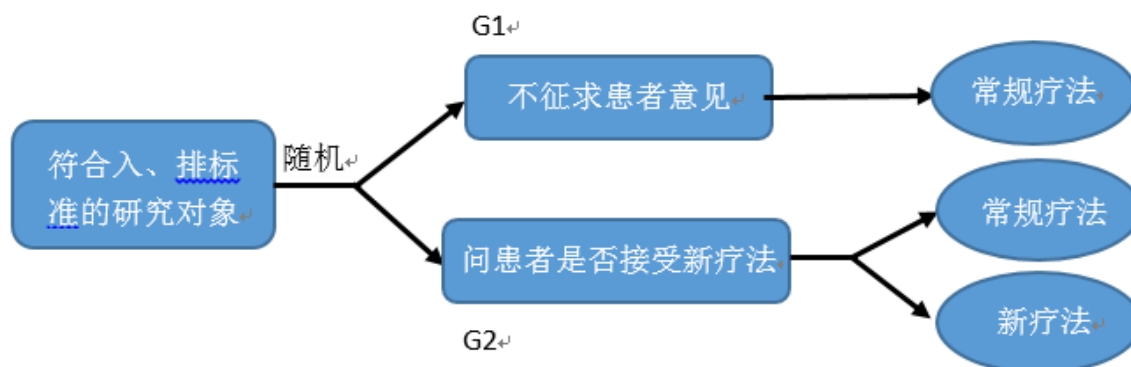 G1
不征求患者意见
常规疗法
符合入、排标
准的研究对象
随机
常规疗法
问患者是否接受新疗法
新疗法
G2